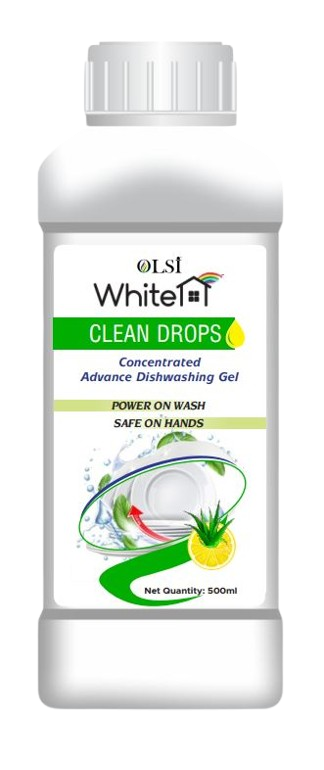 OLSI
White
CLEAN DROPS
Concentrated
Advance Dishwashing Gel
POWER ON WASH
SAFE ON HANDS
Net Quantity: 500ml